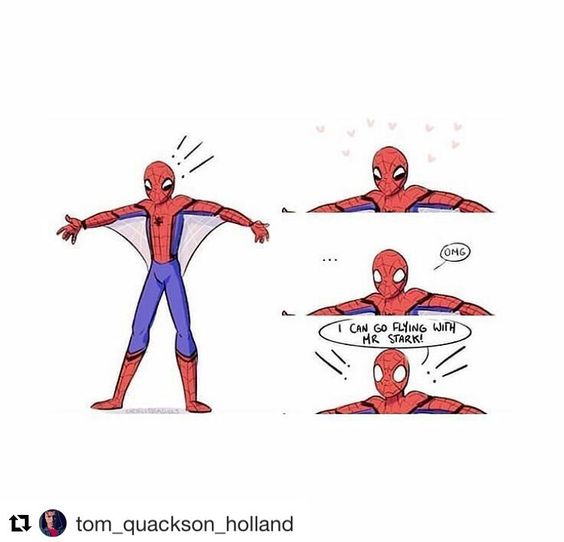 ...
OMG
I CAN GO FLYING WITH
MR STARK!
tom_quackson_holland